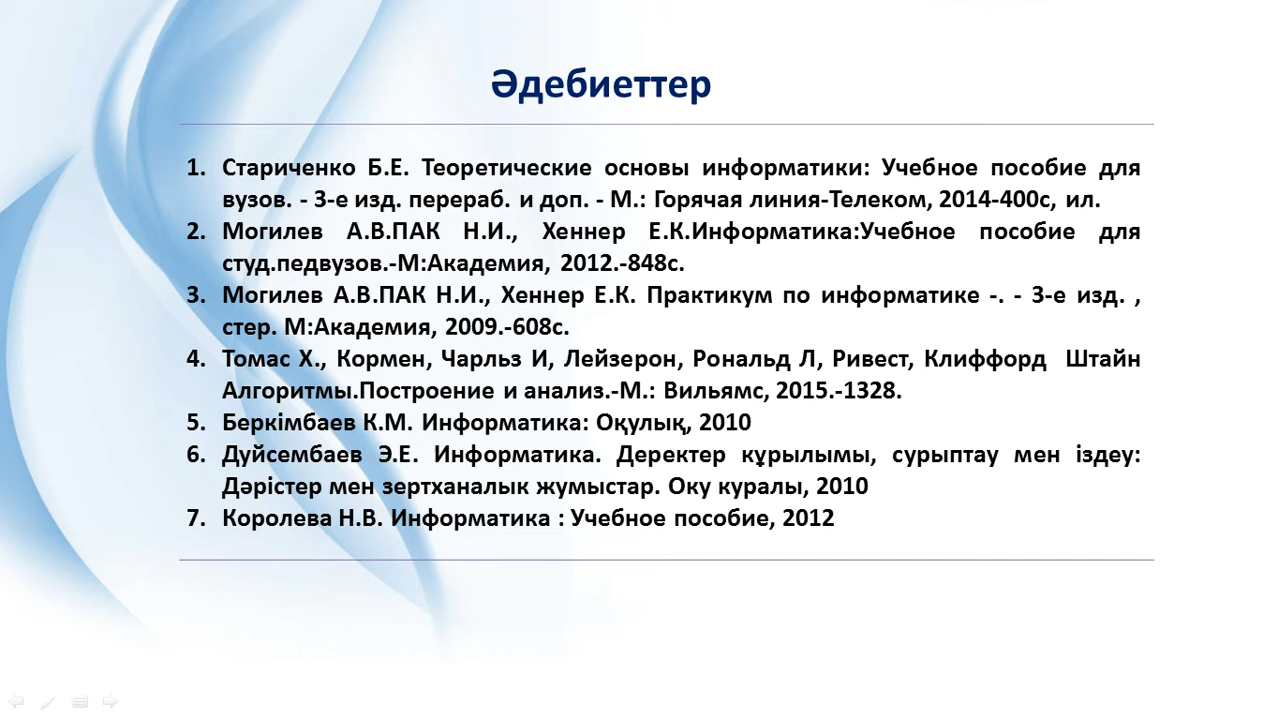 Әдебиеттер
1. Стариченко Б.Е. Теоретические основы информатики: Учебное пособие для
вузов. - 3-е изд. перераб. и доп. - М.: Горячая линия-Телеком, 2014-400с, ил.
2. Могилев А.В.ПАК Н.И., Хеннер Е.К.Информатика:Учебное пособие для
студ.педвузов.-М:Академия, 2012.-848с.
3. Могилев А.В.ПАК Н.И., Хеннер Е.К. Практикум по информатике -. - 3-е изд. ,
стер. М:Академия, 2009.-608с.
4. Томас Х., Кормен, Чарльз И, Лейзерон, Рональд Л, Ривест, Клиффорд Штайн
Алгоритмы.Построение и анализ.-М.: Вильямс, 2015.-1328.
5. Беркімбаев К.М. Информатика: Оқулық, 2010
6. Дуйсембаев Э.Е. Информатика. Деректер кұрылымы, сурыптау мен іздеу:
Дәрістер мен зертханалык жумыстар. Оку куралы, 2010
7. Королева Н.В. Информатика : Учебное пособие, 2012